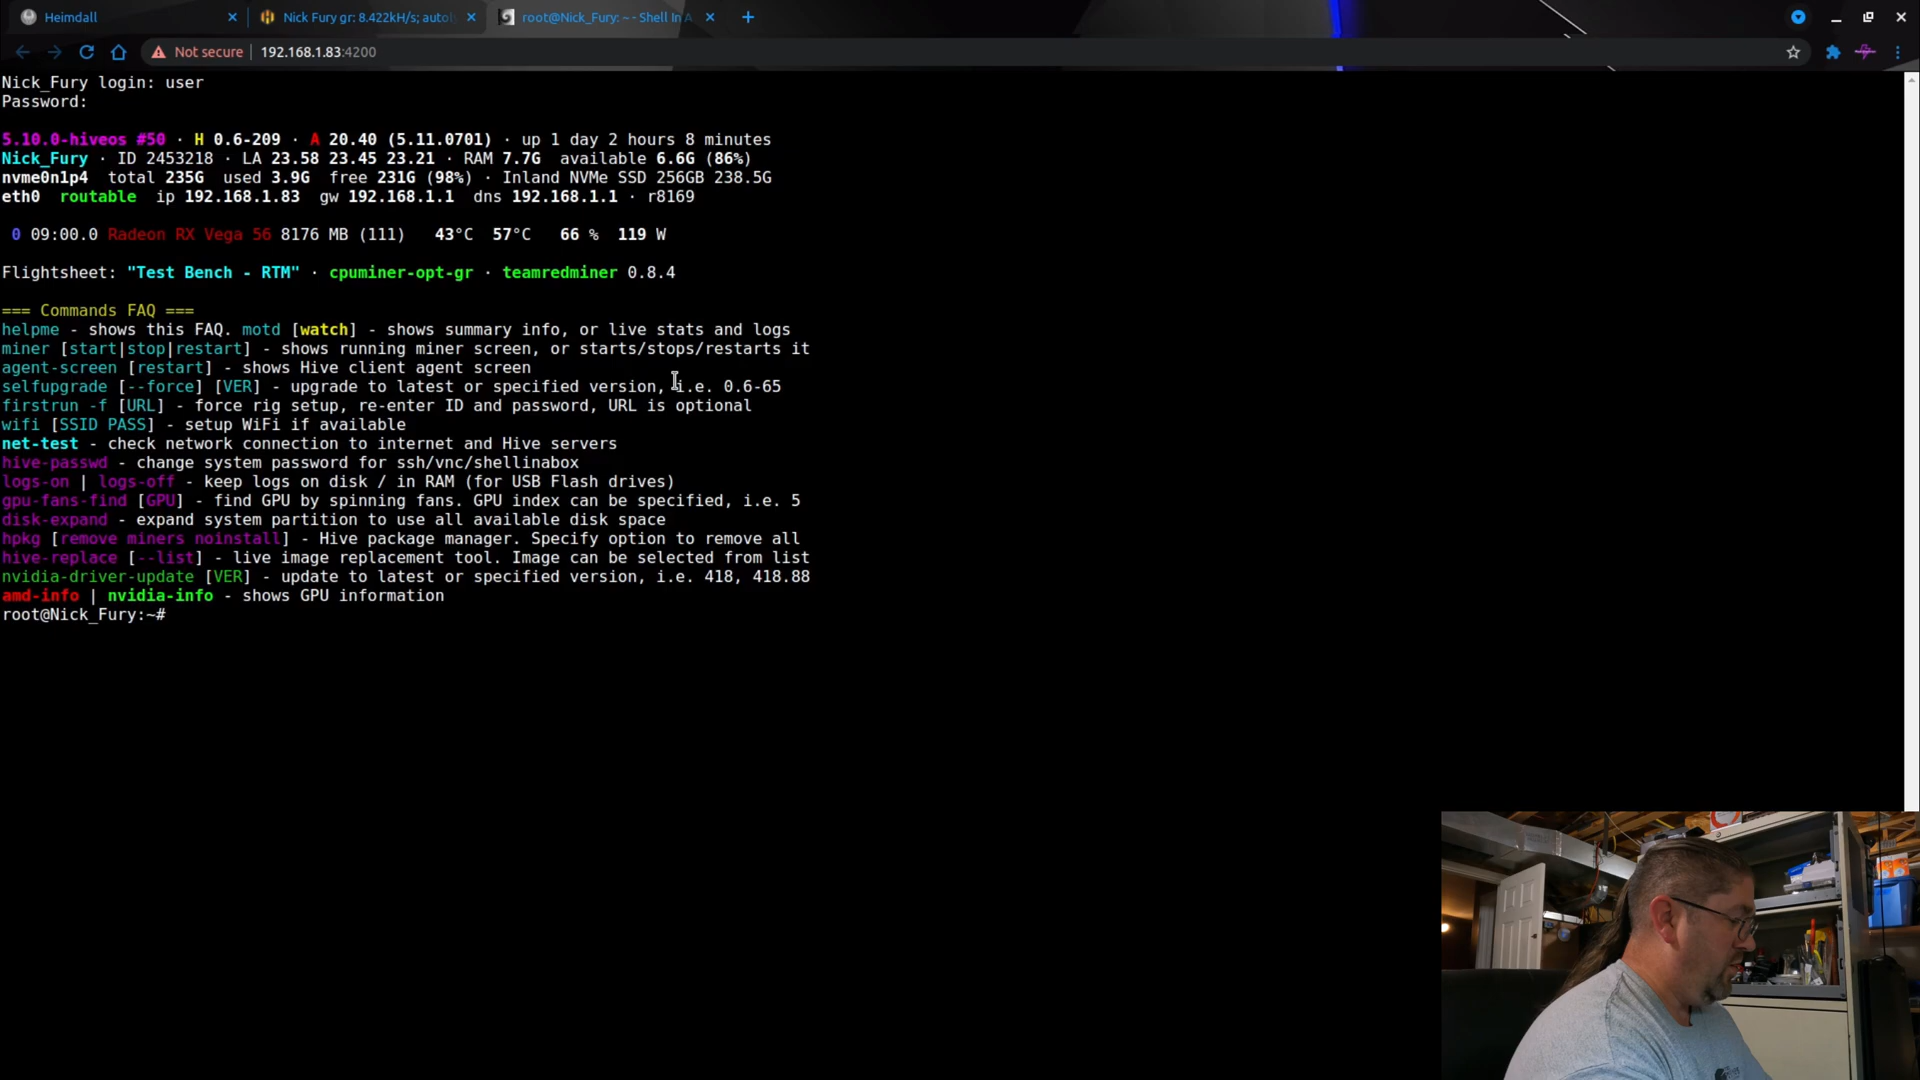 Heimdall
Nick Fury gr: 8.422kH/s; autol
root@Nick_Fury: ~ - Shell In A
Not secure
192.168.1.83:4200
Nick_Fury login: user
Password:
5.10.0-hiveos #50 · H 0.6-209 · A 20.40 (5.11.0701) · up 1 day 2 hours 8 minutes
Nick_Fury · ID 2453218 · LA 23.58 23.45 23.21 · RAM 7.7G available 6.6G (86%)
nvme0n1p4 total 235G used 3.9G free 231G (98%) · Inland NVMe SSD 256GB 238.5G
eth0 routable ip 192.168.1.83 gw 192.168.1.1 dns 192.168.1.1 · r8169
0 09:00.0 Radeon RX Vega 56 8176 MB (111) 43°C 57°C 66 % 119 W
Flightsheet: "Test Bench - RTM" · cpuminer-opt-gr · teamredminer 0.8.4
=== Commands FAQ ===
helpme - shows this FAQ. motd [watch] - shows summary info, or live stats and logs
miner [start|stop|restart] - shows running miner screen, or starts/stops/restarts it
agent-screen [restart] - shows Hive client agent screen
selfupgrade [--force] [VER] - upgrade to latest or specified version, i.e. 0.6-65
firstrun -f [URL] - force rig setup, re-enter ID and password, URL is optional
wifi [SSID PASS] - setup WiFi if available
net-test - check network connection to internet and Hive servers
hive-passwd - change system password for ssh/vnc/shellinabox
logs-on | logs-off - keep logs on disk / in RAM (for USB Flash drives)
gpu-fans-find [GPU] - find GPU by spinning fans. GPU index can be specified, i.e. 5
disk-expand - expand system partition to use all available disk space
hpkg [remove miners noinstall] - Hive package manager. Specify option to remove all
hive-replace [--list] - live image replacement tool. Image can be selected from list
nvidia-driver-update [VER] - update to latest or specified version, i.e. 418, 418.88
amd-info | nvidia-info - shows GPU information
root@Nick_Fury:~#